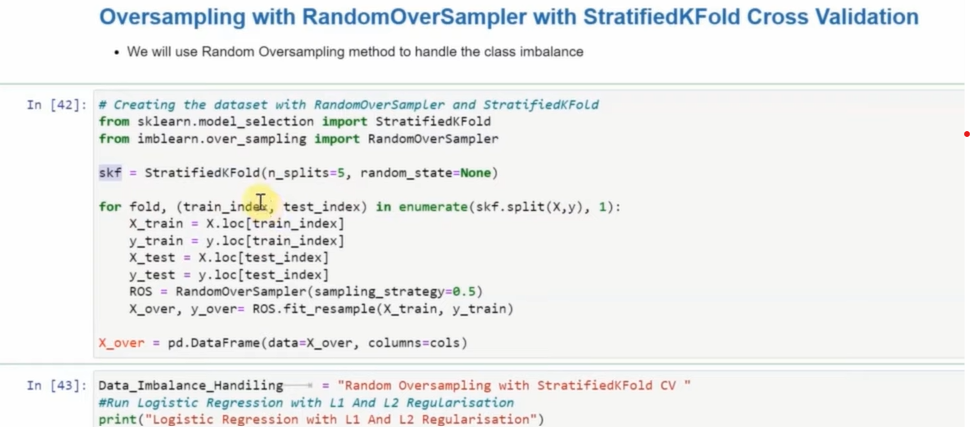 Oversampling with RandomOverSampler with StratifiedKFold Cross Validation
• We will use Random Oversampling method to handle the class imbalance
In [42]: # Creating the dataset with RandomOverSampler and StratifiedKFold
from sklearn.model_selection import StratifiedKFold
from imblearn.over_sampling import RandomOverSampler
skf = StratifiedKFold(n_splits=5, random_state=None)
for fold, (train_index, test_index) in enumerate(skf.split(X,y), 1):
    X_train = X.loc[train_index]
    y_train = y.loc[train_index]
    X_test = X.loc[test_index]
    y_test = y.loc[test_index]
    ROS = RandomOverSampler(sampling_strategy=0.5)
    X_over, y_over= ROS.fit_resample(X_train, y_train)
X_over = pd.DataFrame(data=X_over, columns=cols)
In [43]: Data_Imbalance_Handiling = "Random Oversampling with StratifiedKFold CV "
#Run Logistic Regression with L1 And L2 Regularisation
print("Logistic Regression with L1 And L2 Regularisation")